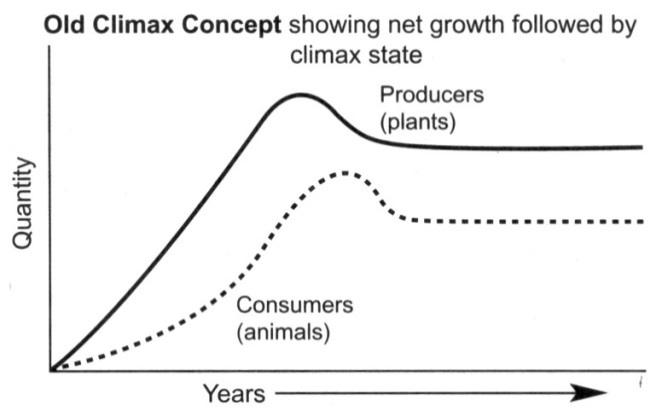 Old Climax Concept showing net growth followed by
climax state
Producers
(plants)
Quantity
Consumers
(animals)
Years